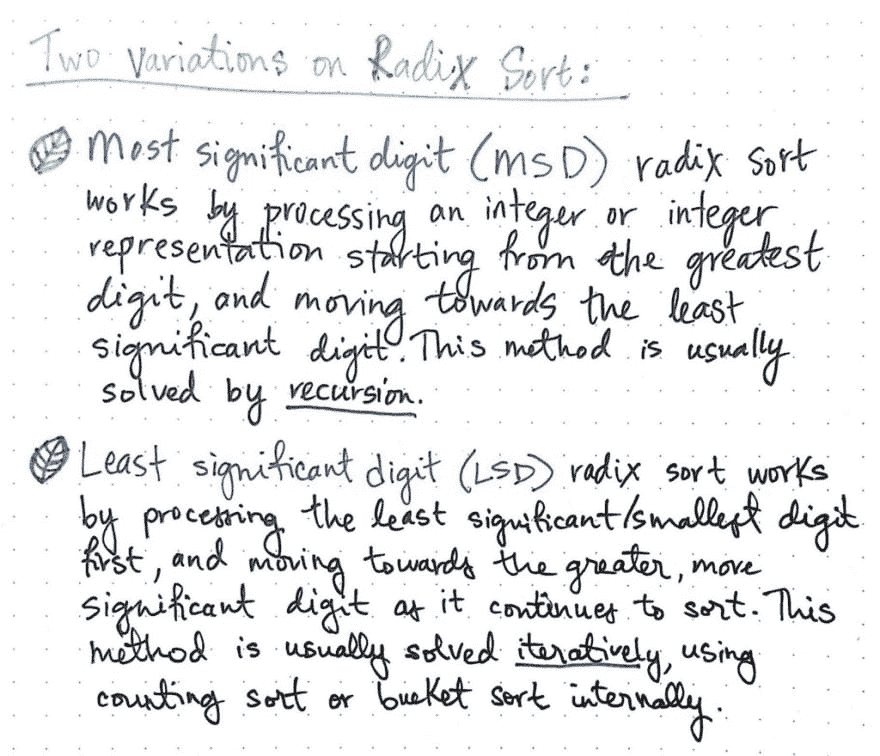 Two Variations on Radix Sort:
Most significant digit (MSD) radix sort
works by processing an integer or integer
representation starting from the greatest
digit, and moving towards the least
significant digit. This method is usually
solved by recursion.
Least significant digit (LSD) radix sort works
by processing the least significant/smallest digit
first, and moving towards the greater, more
significant digit as it continues to sort. This
method is usually solved iteratively, using
counting sort or bucket sort internally.